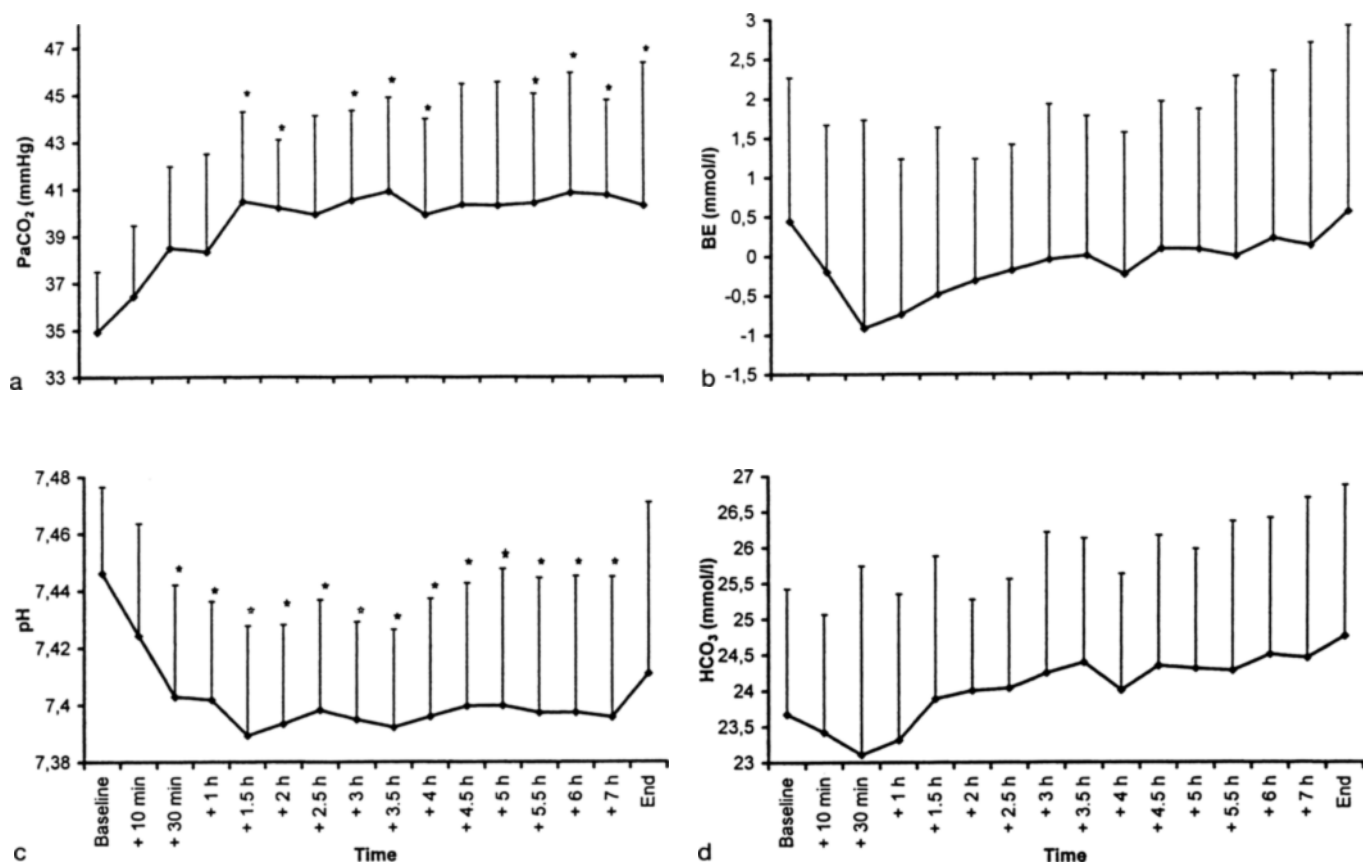 47
45
43
41
39
37
35
33
PaCO₂ (mmHg)
* * * * * * * * *
a
3
2,5
2
1,5
1
0,5
0
-0,5
-1
-1,5
BE (mmol/l)
b
7,48
7,46
7,44
7,42
7,4
7,38
pH
* * * * * * * * * * * * *
Baseline
+ 10 min
+ 30 min
+ 1 h
+ 1.5 h
+ 2 h
+ 2.5 h
+ 3 h
+ 3.5 h
+ 4 h
+ 4.5 h
+ 5 h
+ 5.5 h
+ 6 h
+ 7 h
End
Time
c
27
26,5
26
25,5
25
24,5
24
23,5
23
HCO₃ (mmol/l)
Baseline
+ 10 min
+ 30 min
+ 1 h
+ 1.5 h
+ 2 h
+ 2.5 h
+ 3 h
+ 3.5 h
+ 4 h
+ 4.5 h
+ 5 h
+ 5.5 h
+ 6 h
+ 7 h
End
Time
d